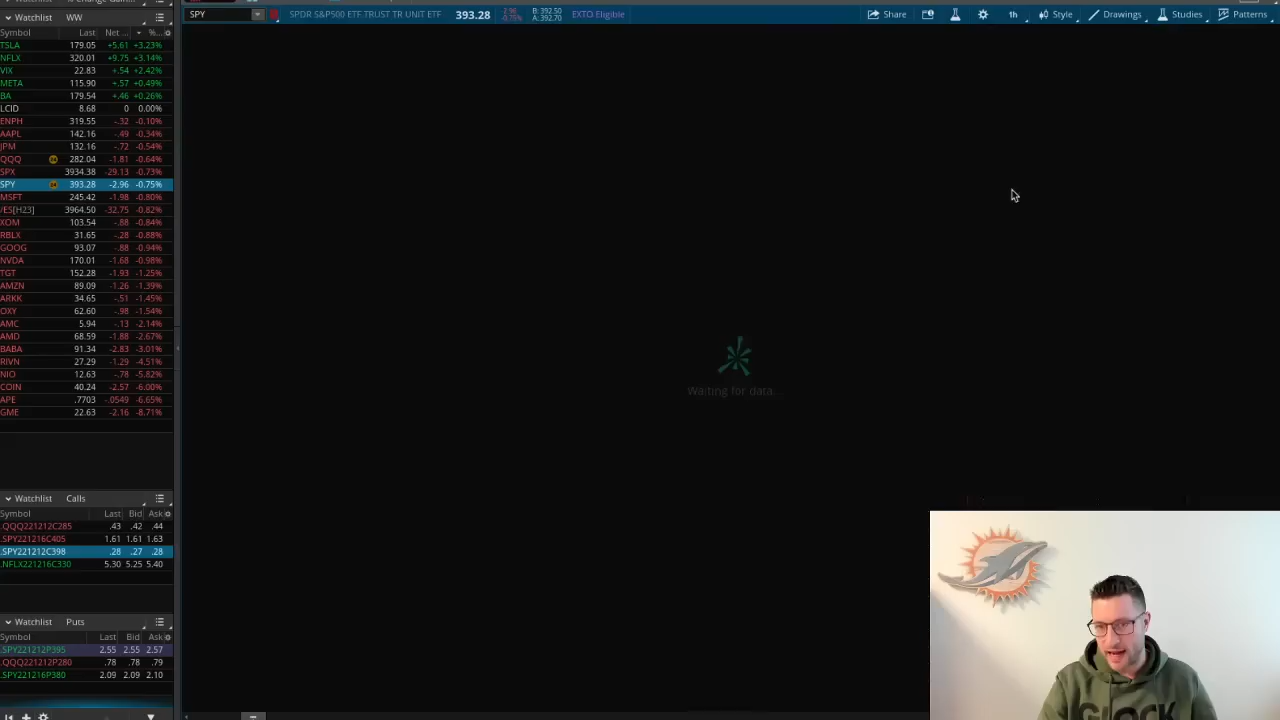 Watchlist
SPY SPDR S&P500 ETF TRUST TR UNIT ETF 393.28 -2.96 -0.75% B: 392.50 A: 392.70 EXTO Eligible Share 1h Style Drawings Studies Patterns
Watchlist WW
Symbol Last Net ... %...
TSLA 179.05 +5.61 +3.23%
NFLX 320.01 +9.75 +3.14%
VIX 22.83 +.54 +2.42%
META 115.90 +.57 +0.49%
BA 179.54 +.46 +0.26%
LCID 8.68 0 0.00%
ENPH 319.55 -.32 -0.10%
AAPL 142.16 -.49 -0.34%
JPM 132.16 -.72 -0.54%
QQQ 282.04 -1.81 -0.64%
SPX 3934.38 -29.13 -0.73%
SPY 393.28 -2.96 -0.75%
MSFT 245.42 -1.98 -0.80%
/ES[H23] 3964.50 -32.75 -0.82%
XOM 103.54 -.88 -0.84%
RBLX 31.65 -.28 -0.88%
GOOG 93.07 -.88 -0.94%
NVDA 170.01 -1.68 -0.98%
TGT 152.28 -1.93 -1.25%
AMZN 89.09 -1.26 -1.39%
ARKK 34.65 -.51 -1.45%
OXY 62.60 -.98 -1.54%
AMC 5.94 -.13 -2.14%
AMD 68.59 -1.88 -2.67%
BABA 91.34 -2.83 -3.01%
RIVN 27.29 -1.29 -4.51%
NIO 12.63 -.78 -5.82%
COIN 40.24 -2.57 -6.00%
APE .7703 -.0549 -6.65%
GME 22.63 -2.16 -8.71%
Waiting for data...
Watchlist Calls
Symbol Last Bid Ask
.QQQ221212C285 .43 .42 .44
.SPY221216C405 1.61 1.61 1.63
.SPY221212C398 .28 .27 .28
.NFLX221216C330 5.30 5.25 5.40
Watchlist Puts
Symbol Last Bid Ask
.SPY221212P395 2.55 2.55 2.57
.QQQ221212P280 .78 .78 .79
.SPY221216P380 2.09 2.09 2.10
GLOCK